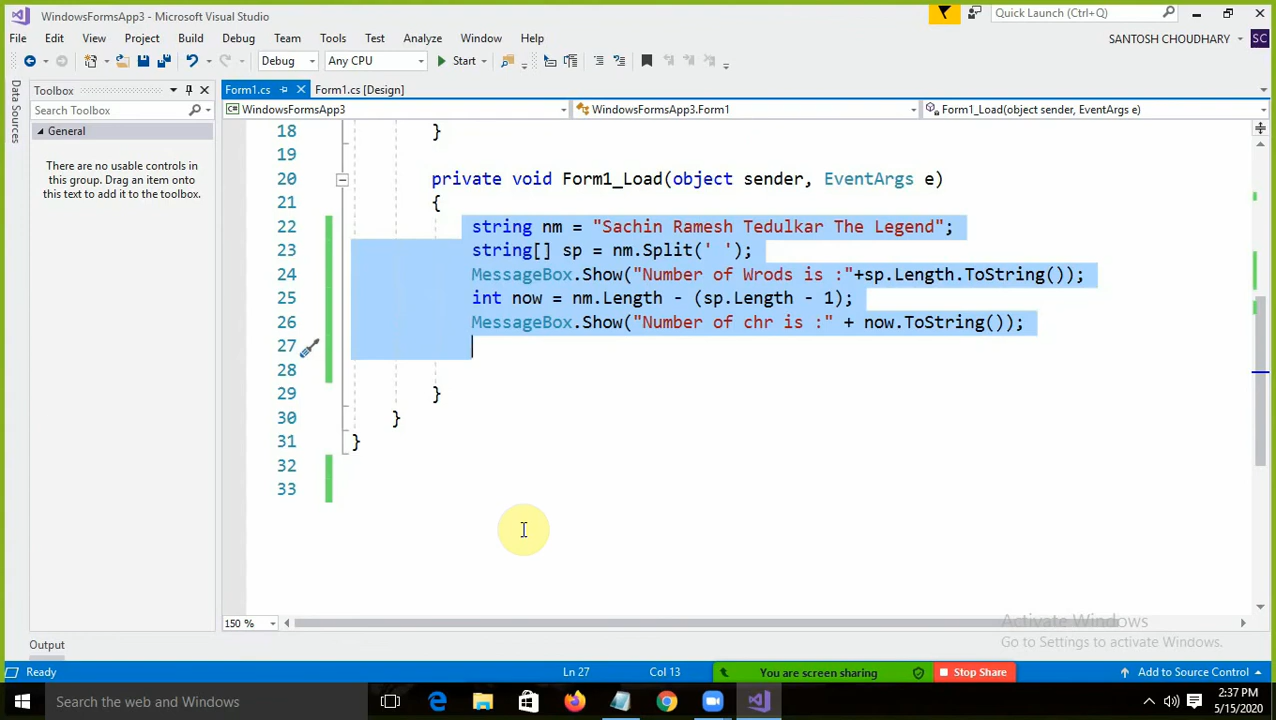 WindowsFormsApp3 - Microsoft Visual Studio
Quick Launch (Ctrl+Q)
File Edit View Project Build Debug Team Tools Test Analyze Window Help
SANTOSH CHOUDHARY SC
Debug Any CPU Start
Data Sources
Toolbox
Search Toolbox
General
There are no usable controls in
this group. Drag an item onto
this text to add it to the toolbox.
Form1.cs Form1.cs [Design]
WindowsFormsApp3 WindowsFormsApp3.Form1 Form1_Load(object sender, EventArgs e)
18 }
19
20 private void Form1_Load(object sender, EventArgs e)
21 {
22 string nm = "Sachin Ramesh Tedulkar The Legend";
23 string[] sp = nm.Split(' ');
24 MessageBox.Show("Number of Wrods is :"+sp.Length.ToString());
25 int now = nm.Length - (sp.Length - 1);
26 MessageBox.Show("Number of chr is :" + now.ToString());
27
28
29 }
30 }
31 }
32
33
150 %
Activate Windows
Go to Settings to activate Windows.
Output
Ready Ln 27 Col 13 You are screen sharing Stop Share Add to Source Control
Search the web and Windows
2:37 PM
5/15/2020